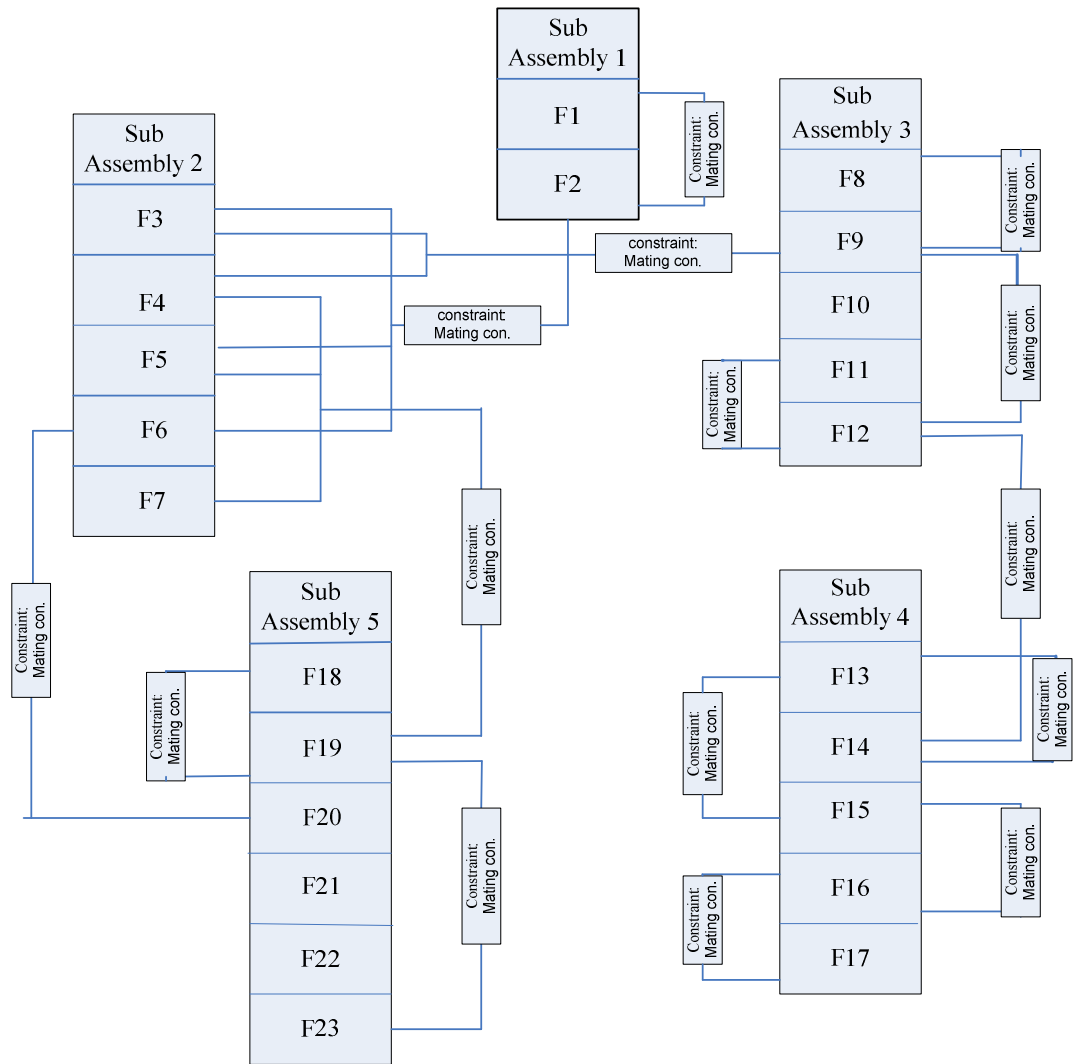 Sub
Assembly 1
F1
F2
Constraint:
Mating con.
Sub
Assembly 2
F3
F4
F5
F6
F7
constraint:
Mating con.
constraint:
Mating con.
Sub
Assembly 3
F8
F9
F10
F11
F12
Constraint:
Mating con.
Constraint:
Mating con.
Constraint:
Mating con.
Constraint:
Mating con.
Constraint:
Mating con.
Constraint:
Mating con.
Sub
Assembly 5
F18
F19
F20
F21
F22
F23
Constraint:
Mating con.
Constraint:
Mating con.
Sub
Assembly 4
F13
F14
F15
F16
F17
Constraint:
Mating con.
Constraint:
Mating con.
Constraint:
Mating con.
Constraint:
Mating con.